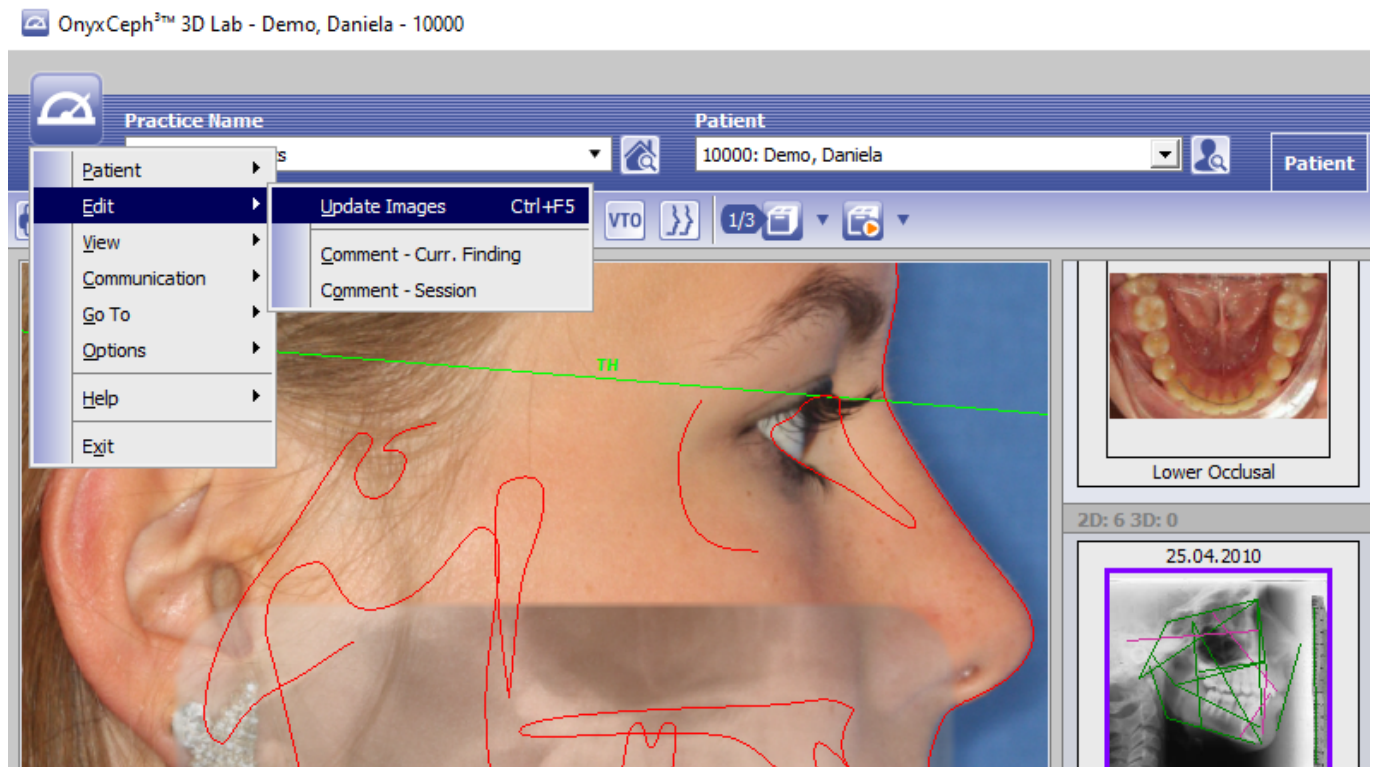 OnyxCeph³™ 3D Lab - Demo, Daniela - 10000
Practice Name
Patient
10000: Demo, Daniela
Patient
Patient
Edit
View
Communication
Go To
Options
Help
Exit
Update Images Ctrl+F5
Comment - Curr. Finding
Comment - Session
VTO
1/3
TH
Lower Occlusal
2D: 6 3D: 0
25.04.2010